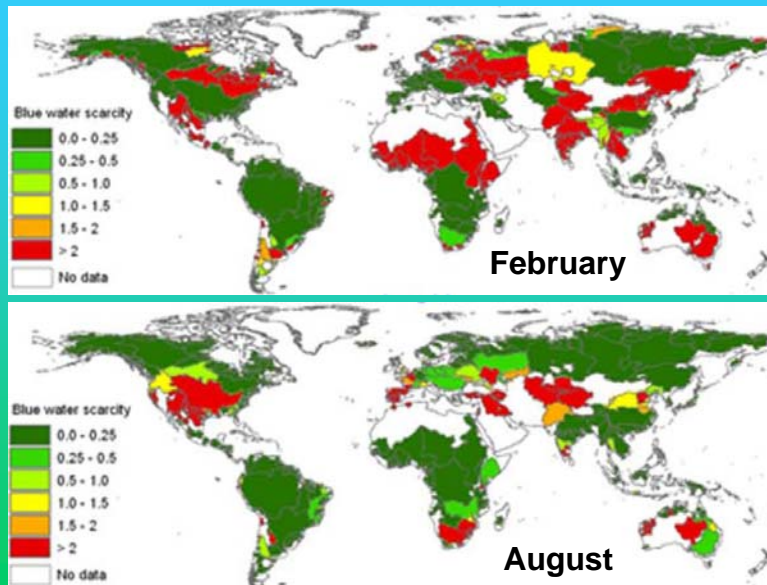 Blue water scarcity
0.0 - 0.25
0.25 - 0.5
0.5 - 1.0
1.0 - 1.5
1.5 - 2
> 2
No data
February
Blue water scarcity
0.0 - 0.25
0.25 - 0.5
0.5 - 1.0
1.0 - 1.5
1.5 - 2
> 2
No data
August